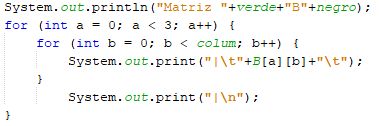 System.out.println("Matriz "+verde+"B"+negro);
for (int a = 0; a < 3; a++) {
    for (int b = 0; b < colum; b++) {
        System.out.print("|\t"+B[a][b]+"\t");
    }
        System.out.print("|\n");
}